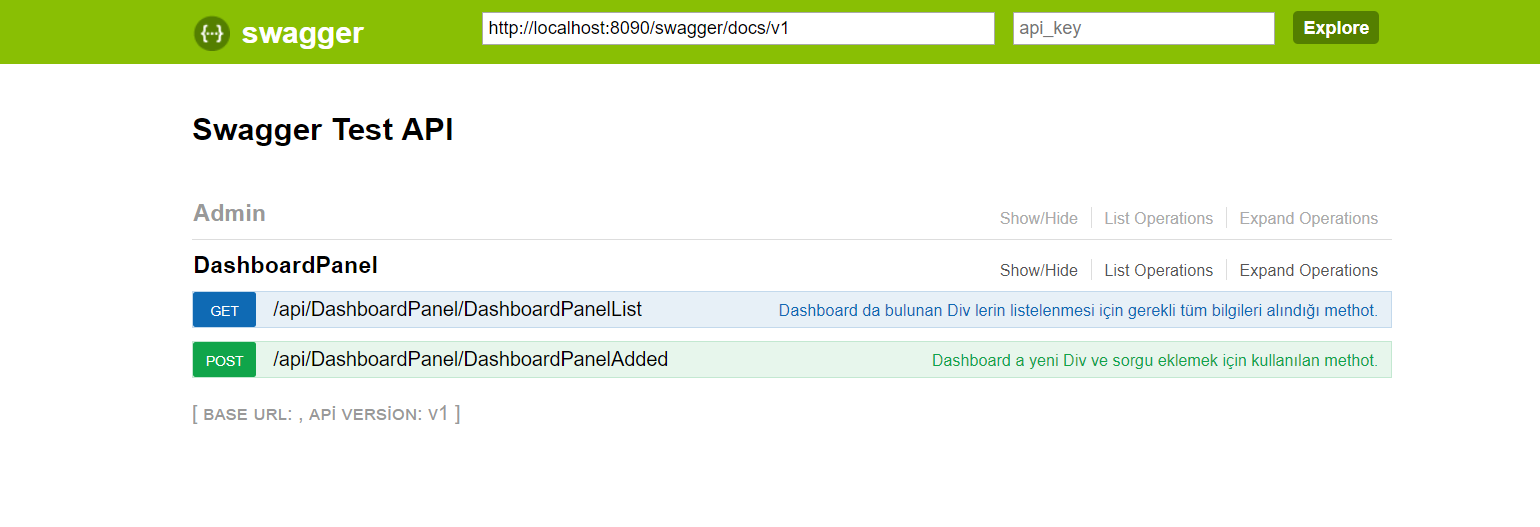 {···} swagger http://localhost:8090/swagger/docs/v1 api_key Explore
Swagger Test API
Admin Show/Hide List Operations Expand Operations
DashboardPanel Show/Hide List Operations Expand Operations
GET /api/DashboardPanel/DashboardPanelList Dashboard da bulunan Div lerin listelenmesi için gerekli tüm bilgileri alındığı methot.
POST /api/DashboardPanel/DashboardPanelAdded Dashboard a yeni Div ve sorgu eklemek için kullanılan methot.
[ BASE URL: , APİ VERSİON: V1 ]